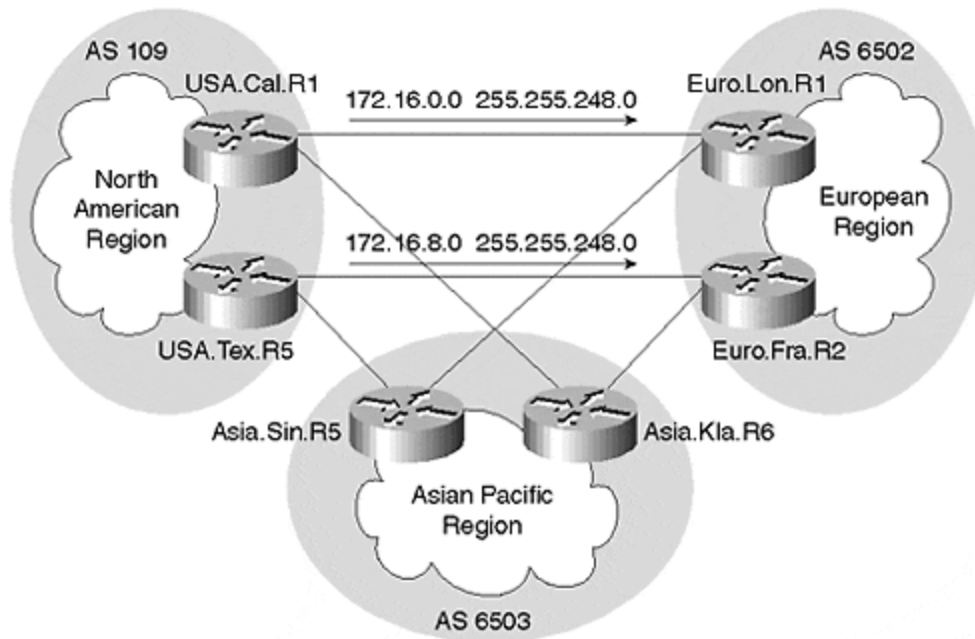 AS 109
AS 6502
USA.Cal.R1
Euro.Lon.R1
172.16.0.0 255.255.248.0
North
American
Region
European
Region
172.16.8.0 255.255.248.0
USA.Tex.R5
Euro.Fra.R2
Asia.Sin.R5
Asia.Kla.R6
Asian Pacific
Region
AS 6503